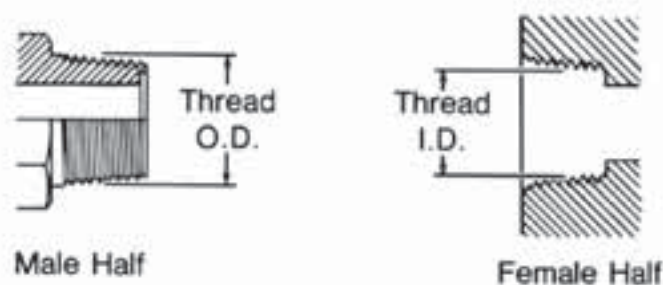 Thread
O.D.
Thread
I.D.
Male Half
Female Half